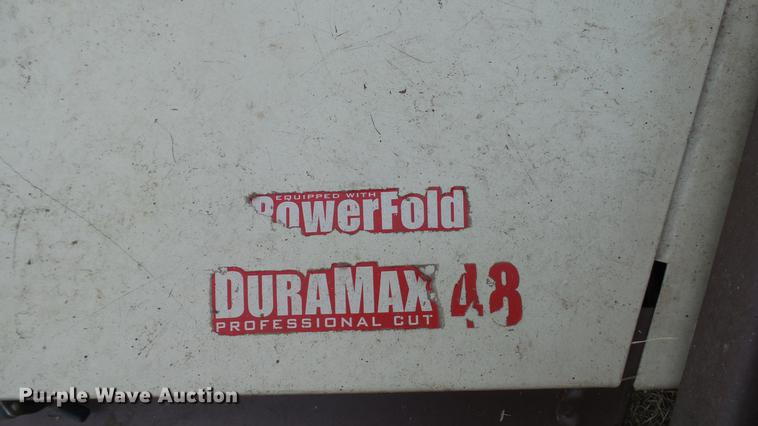 EQUIPPED WITH
PowerFold
DURAMAX 48
PROFESSIONAL CUT
Purple Wave Auction